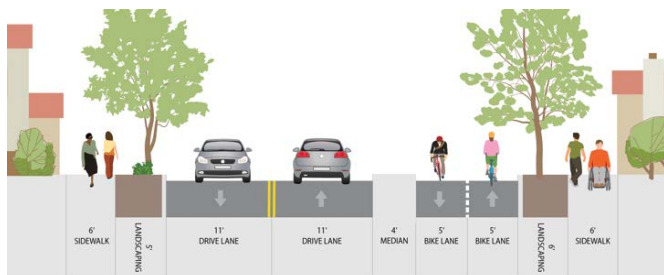 6'
SIDEWALK
5'
LANDSCAPING
11'
DRIVE LANE
11'
DRIVE LANE
4'
MEDIAN
5'
BIKE LANE
5'
BIKE LANE
6'
LANDSCAPING
6'
SIDEWALK